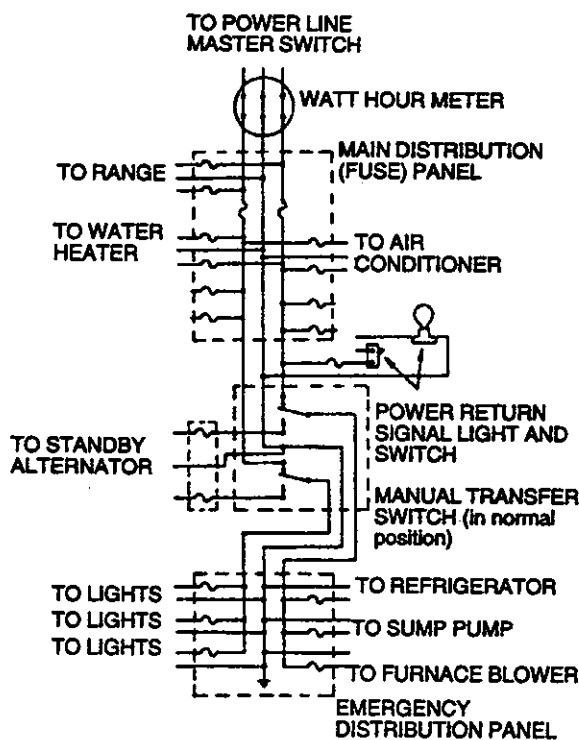 TO POWER LINE
MASTER SWITCH
WATT HOUR METER
MAIN DISTRIBUTION
(FUSE) PANEL
TO RANGE
TO WATER
HEATER
TO AIR
CONDITIONER
POWER RETURN
SIGNAL LIGHT AND
SWITCH
TO STANDBY
ALTERNATOR
MANUAL TRANSFER
SWITCH (in normal
position)
TO LIGHTS
TO REFRIGERATOR
TO LIGHTS
TO SUMP PUMP
TO LIGHTS
TO FURNACE BLOWER
EMERGENCY
DISTRIBUTION PANEL